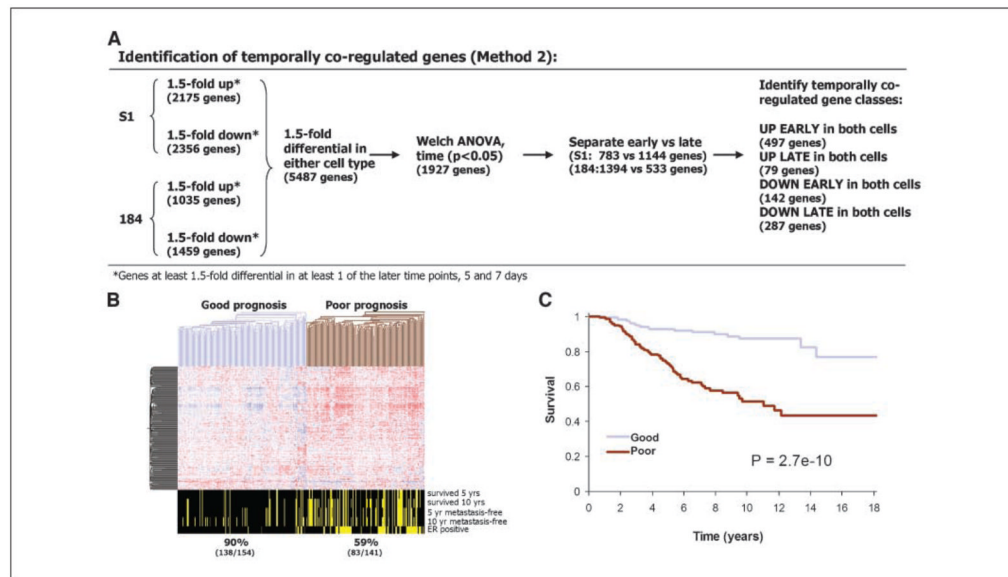 A
Identification of temporally co-regulated genes (Method 2):
S1
1.5-fold up*
(2175 genes)
1.5-fold down*
(2356 genes)
184
1.5-fold up*
(1035 genes)
1.5-fold down*
(1459 genes)
1.5-fold
differential in
either cell type
(5487 genes)
Welch ANOVA,
time (p<0.05)
(1927 genes)
Separate early vs late
(S1: 783 vs 1144 genes)
(184:1394 vs 533 genes)
Identify temporally co-
regulated gene classes:
UP EARLY in both cells
(497 genes)
UP LATE in both cells
(79 genes)
DOWN EARLY in both cells
(142 genes)
DOWN LATE in both cells
(287 genes)
*Genes at least 1.5-fold differential in at least 1 of the later time points, 5 and 7 days
B
Good prognosis Poor prognosis
survived 5 yrs
survived 10 yrs
5 yr metastasis-free
10 yr metastasis-free
ER positive
90% 59%
(138/154) (83/141)
C
Survival
1
0.8
0.6
0.4
0.2
0
Good
Poor
P = 2.7e-10
0 2 4 6 8 10 12 14 16 18
Time (years)